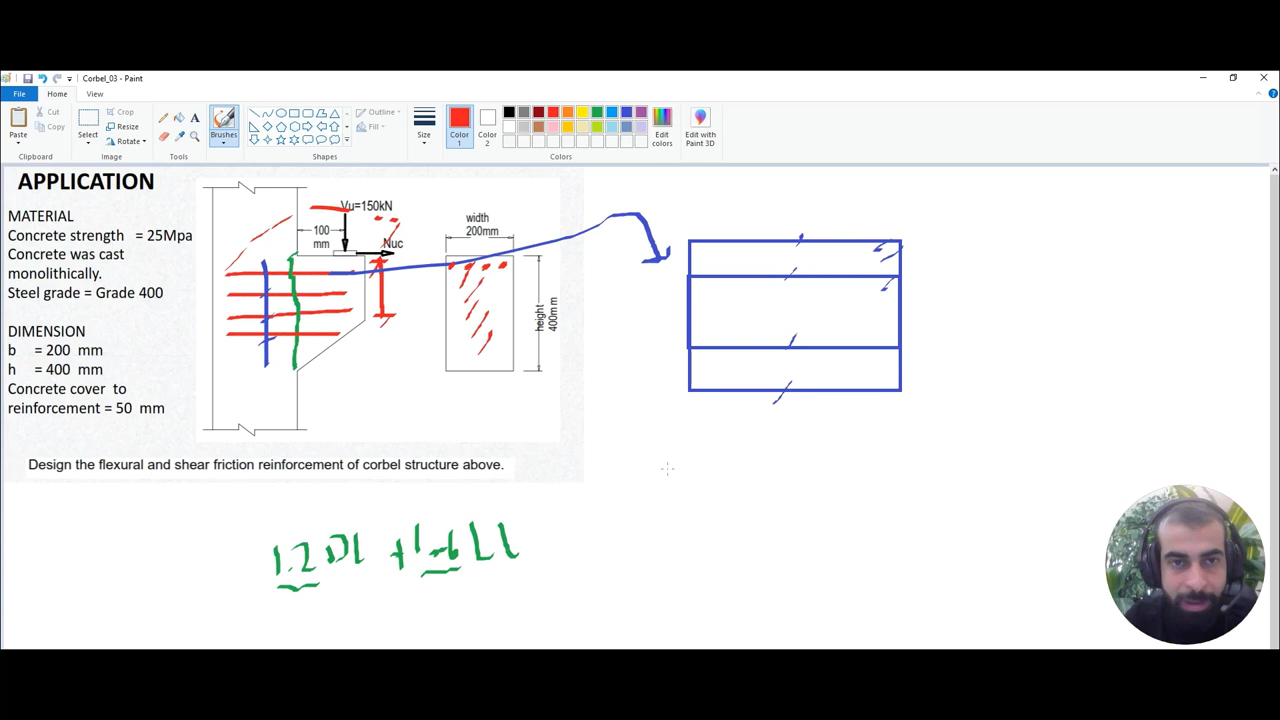 Corbel_03 - Paint
File Home View
Paste
Cut
Copy
Clipboard
Select
Crop
Resize
Rotate
Image
Tools
Brushes
Shapes
Outline
Fill
Size
Color
1
Color
2
Edit
colors
Colors
Edit with
Paint 3D
APPLICATION
MATERIAL
Concrete strength = 25Mpa
Concrete was cast
monolithically.
Steel grade = Grade 400
DIMENSION
b = 200 mm
h = 400 mm
Concrete cover to
reinforcement = 50 mm
Vu=150kN
100
mm
Nuc
width
200mm
height
400mm
Design the flexural and shear friction reinforcement of corbel structure above.
1.2 DL + 1.6 LL